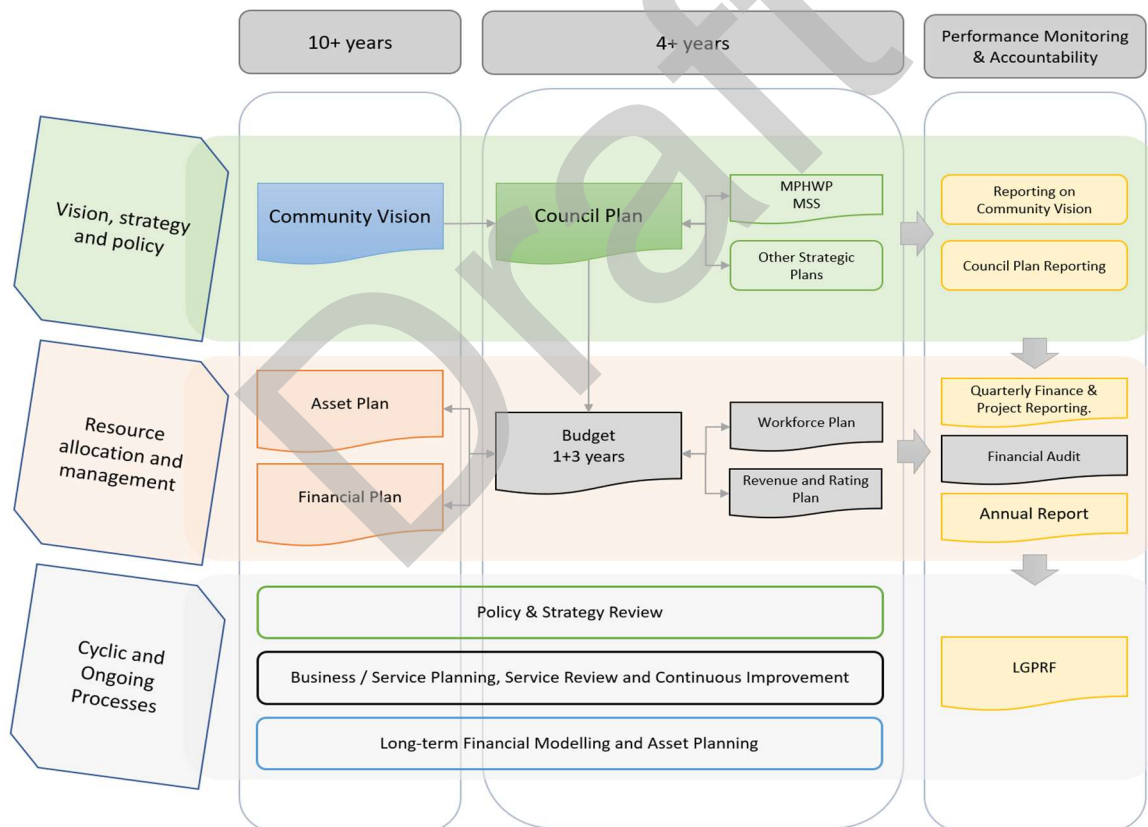 10+ years
4+ years
Performance Monitoring
& Accountability
Vision, strategy
and policy
Community Vision
Council Plan
MPHWP
MSS
Other Strategic
Plans
Reporting on
Community Vision
Council Plan Reporting
Resource
allocation and
management
Asset Plan
Financial Plan
Budget
1+3 years
Workforce Plan
Revenue and Rating
Plan
Quarterly Finance &
Project Reporting.
Financial Audit
Annual Report
Cyclic and
Ongoing
Processes
Policy & Strategy Review
Business / Service Planning, Service Review and Continuous Improvement
Long-term Financial Modelling and Asset Planning
LGPRF
Draft